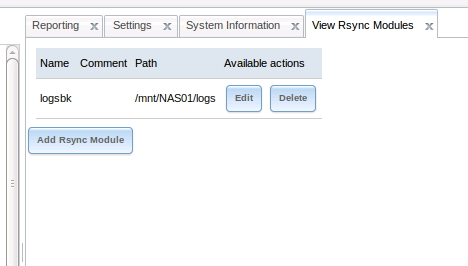 Reporting x Settings x System Information x View Rsync Modules x
Name Comment Path Available actions
logsbk /mnt/NAS01/logs Edit Delete
Add Rsync Module